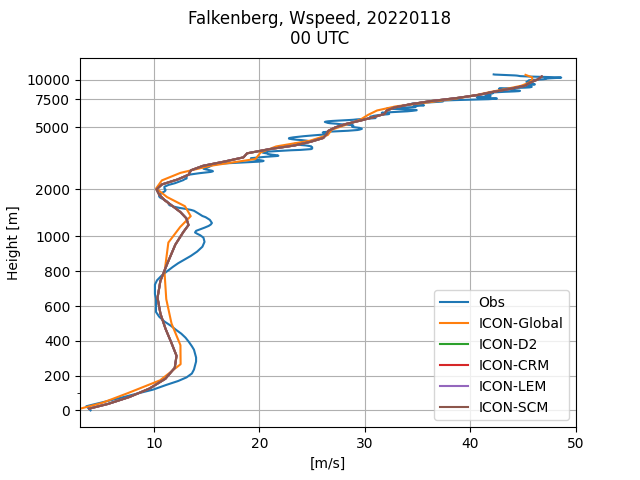 Falkenberg, Wspeed, 20220118
00 UTC
10000
7500
5000
2000
1000
800
600
400
200
0
Height [m]
Obs
ICON-Global
ICON-D2
ICON-CRM
ICON-LEM
ICON-SCM
10
20
30
40
50
[m/s]